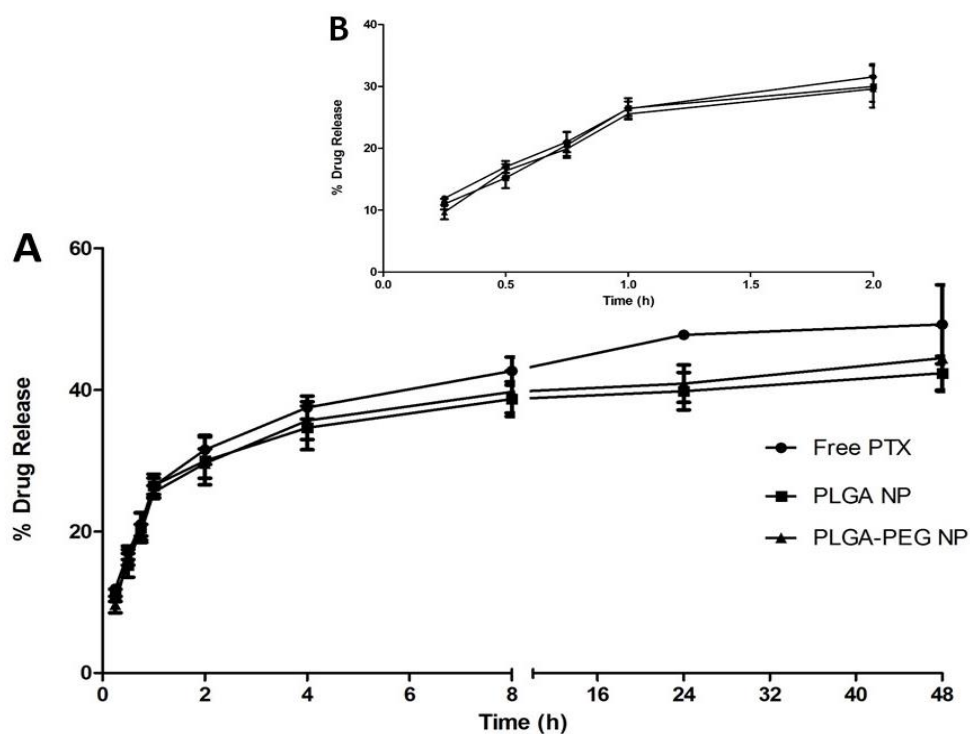 B
40
30
20
10
0
% Drug Release
0.0 0.5 1.0 1.5 2.0
Time (h)
A
60
40
20
0
% Drug Release
Free PTX
PLGA NP
PLGA-PEG NP
0 2 4 6 8 16 24 32 40 48
Time (h)